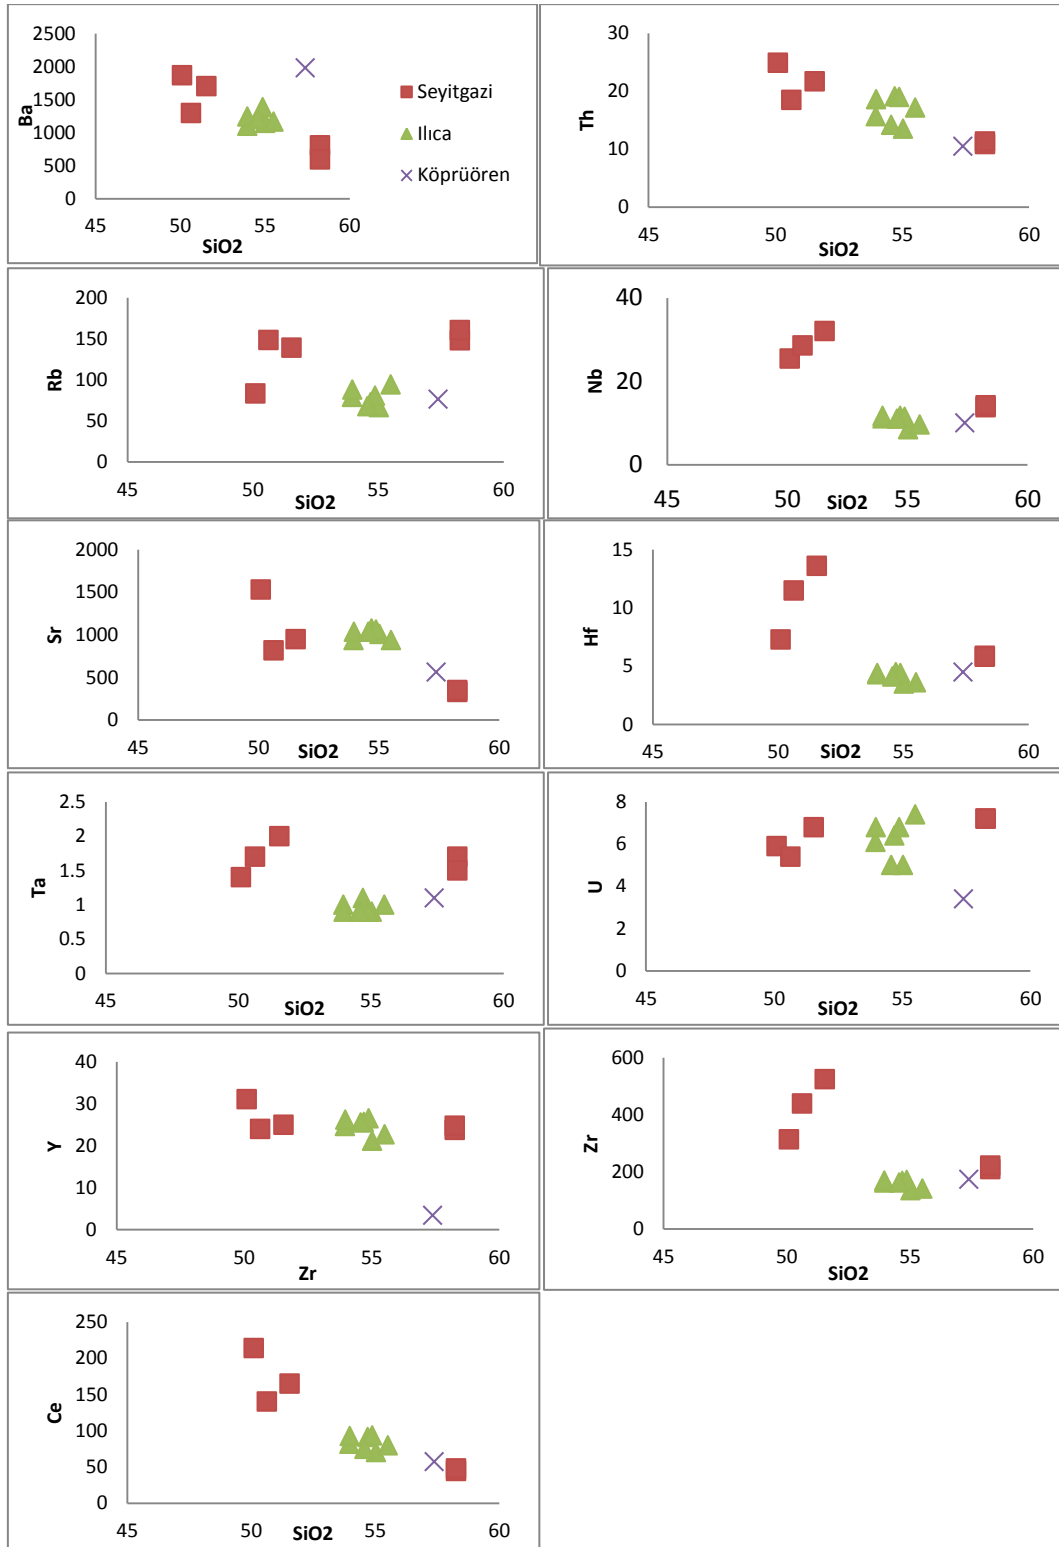 2500
2000
1500
1000
500
0
Ba
45 50 55 60
SiO2
Seyitgazi
Ilıca
Köprüören
30
20
10
0
Th
45 50 55 60
SiO2
200
150
100
50
0
Rb
45 50 55 60
SiO2
40
20
0
Nb
45 50 55 60
SiO2
2000
1500
1000
500
0
Sr
45 50 55 60
SiO2
15
10
5
0
Hf
45 50 55 60
SiO2
2.5
2
1.5
1
0.5
0
Ta
45 50 55 60
SiO2
8
6
4
2
0
U
45 50 55 60
SiO2
40
30
20
10
0
Y
45 50 55 60
Zr
600
400
200
0
Zr
45 50 55 60
SiO2
250
200
150
100
50
0
Ce
45 50 55 60
SiO2